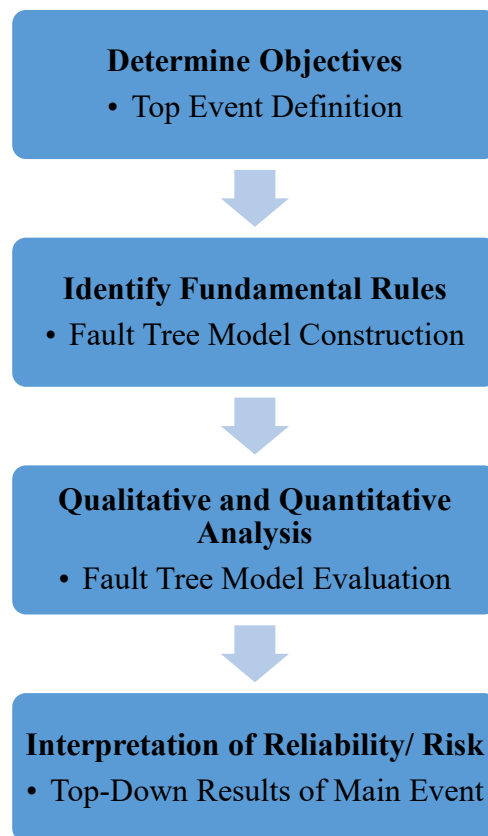 Determine Objectives
• Top Event Definition
Identify Fundamental Rules
• Fault Tree Model Construction
Qualitative and Quantitative
Analysis
• Fault Tree Model Evaluation
Interpretation of Reliability/ Risk
• Top-Down Results of Main Event